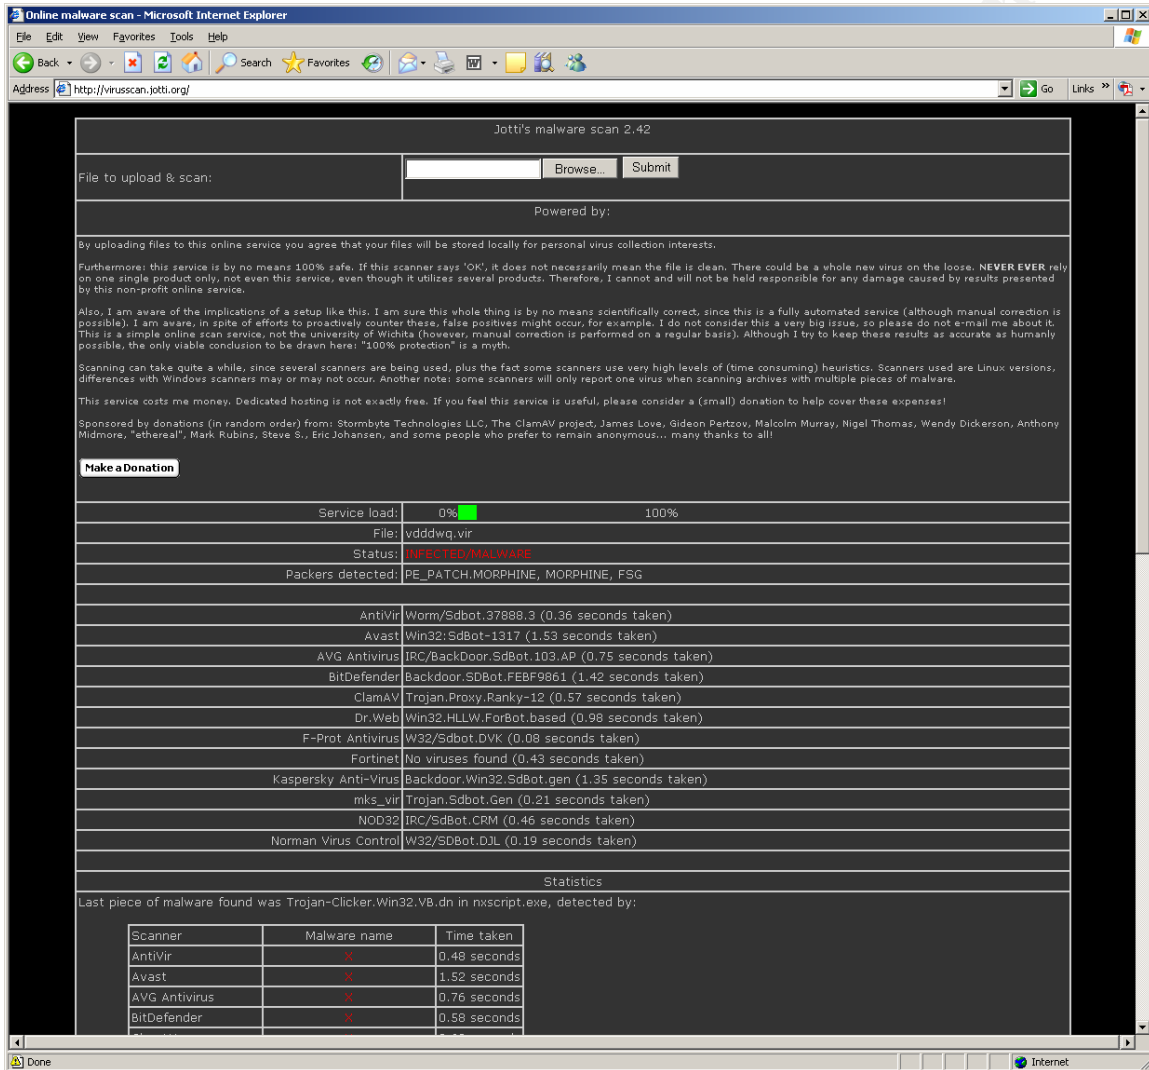 Online malware scan - Microsoft Internet Explorer
File Edit View Favorites Tools Help
Back Search Favorites
Address http://virusscan.jotti.org/ Go Links »
Jotti's malware scan 2.42
File to upload & scan: Browse... Submit
Powered by:
By uploading files to this online service you agree that your files will be stored locally for personal virus collection interests.
Furthermore: this service is by no means 100% safe. If this scanner says 'OK', it does not necessarily mean the file is clean. There could be a whole new virus on the loose. NEVER EVER rely
on one single product only, not even this service, even though it utilizes several products. Therefore, I cannot and will not be held responsible for any damage caused by results presented
by this non-profit online service.
Also, I am aware of the implications of a setup like this. I am sure this whole thing is by no means scientifically correct, since this is a fully automated service (although manual correction is
possible). I am aware, in spite of efforts to proactively counter these, false positives might occur, for example. I do not consider this a very big issue, so please do not e-mail me about it.
This is a simple online scan service, not the university of Wichita (however, manual correction is performed on a regular basis). Although I try to keep these results as accurate as humanly
possible, the only viable conclusion to be drawn here: "100% protection" is a myth.
Scanning can take quite a while, since several scanners are being used, plus the fact some scanners use very high levels of (time consuming) heuristics. Scanners used are Linux versions,
differences with Windows scanners may or may not occur. Another note: some scanners will only report one virus when scanning archives with multiple pieces of malware.
This service costs me money. Dedicated hosting is not exactly free. If you feel this service is useful, please consider a (small) donation to help cover these expenses!
Sponsored by donations (in random order) from: Stormbyte Technologies LLC, The ClamAV project, James Love, Gideon Pertzov, Malcolm Murray, Nigel Thomas, Wendy Dickerson, Anthony
Midmore, "ethereal", Mark Rubins, Steve S., Eric Johansen, and some people who prefer to remain anonymous... many thanks to all!
Make a Donation
Service load: 0% 100%
File: vdddwq.vir
Status: INFECTED/MALWARE
Packers detected: PE_PATCH.MORPHINE, MORPHINE, FSG
AntiVir Worm/Sdbot.37888.3 (0.36 seconds taken)
Avast Win32:SdBot-1317 (1.53 seconds taken)
AVG Antivirus IRC/BackDoor.SdBot.103.AP (0.75 seconds taken)
BitDefender Backdoor.SDBot.FEBF9861 (1.42 seconds taken)
ClamAV Trojan.Proxy.Ranky-12 (0.57 seconds taken)
Dr.Web Win32.HLLW.ForBot.based (0.98 seconds taken)
F-Prot Antivirus W32/Sdbot.DVK (0.08 seconds taken)
Fortinet No viruses found (0.43 seconds taken)
Kaspersky Anti-Virus Backdoor.Win32.SdBot.gen (1.35 seconds taken)
mks_vir Trojan.Sdbot.Gen (0.21 seconds taken)
NOD32 IRC/SdBot.CRM (0.46 seconds taken)
Norman Virus Control W32/SDBot.DJL (0.19 seconds taken)
Statistics
Last piece of malware found was Trojan-Clicker.Win32.VB.dn in nxscript.exe, detected by:
Scanner Malware name Time taken
AntiVir X 0.48 seconds
Avast X 1.52 seconds
AVG Antivirus X 0.76 seconds
BitDefender X 0.58 seconds
Done Internet